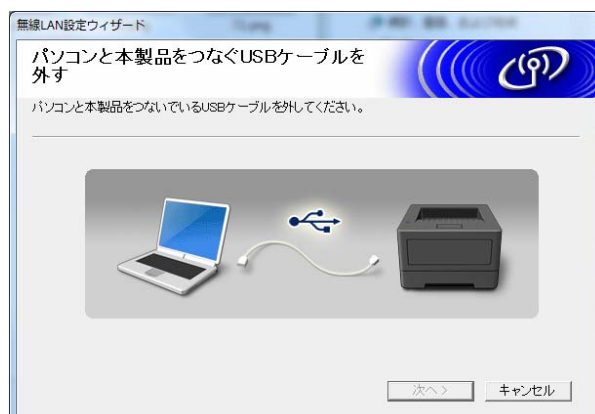 無線LAN設定ウィザード
パソコンと本製品をつなぐUSBケーブルを
外す
パソコンと本製品をつないでいるUSBケーブルを外してください。
次へ >
キャンセル